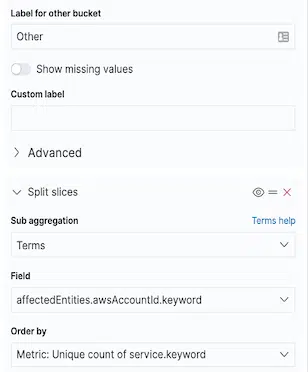 Label for other bucket
Other
Show missing values
Custom label
Advanced
Split slices
Sub aggregation
Terms help
Terms
Field
affectedEntities.awsAccountId.keyword
Order by
Metric: Unique count of service.keyword